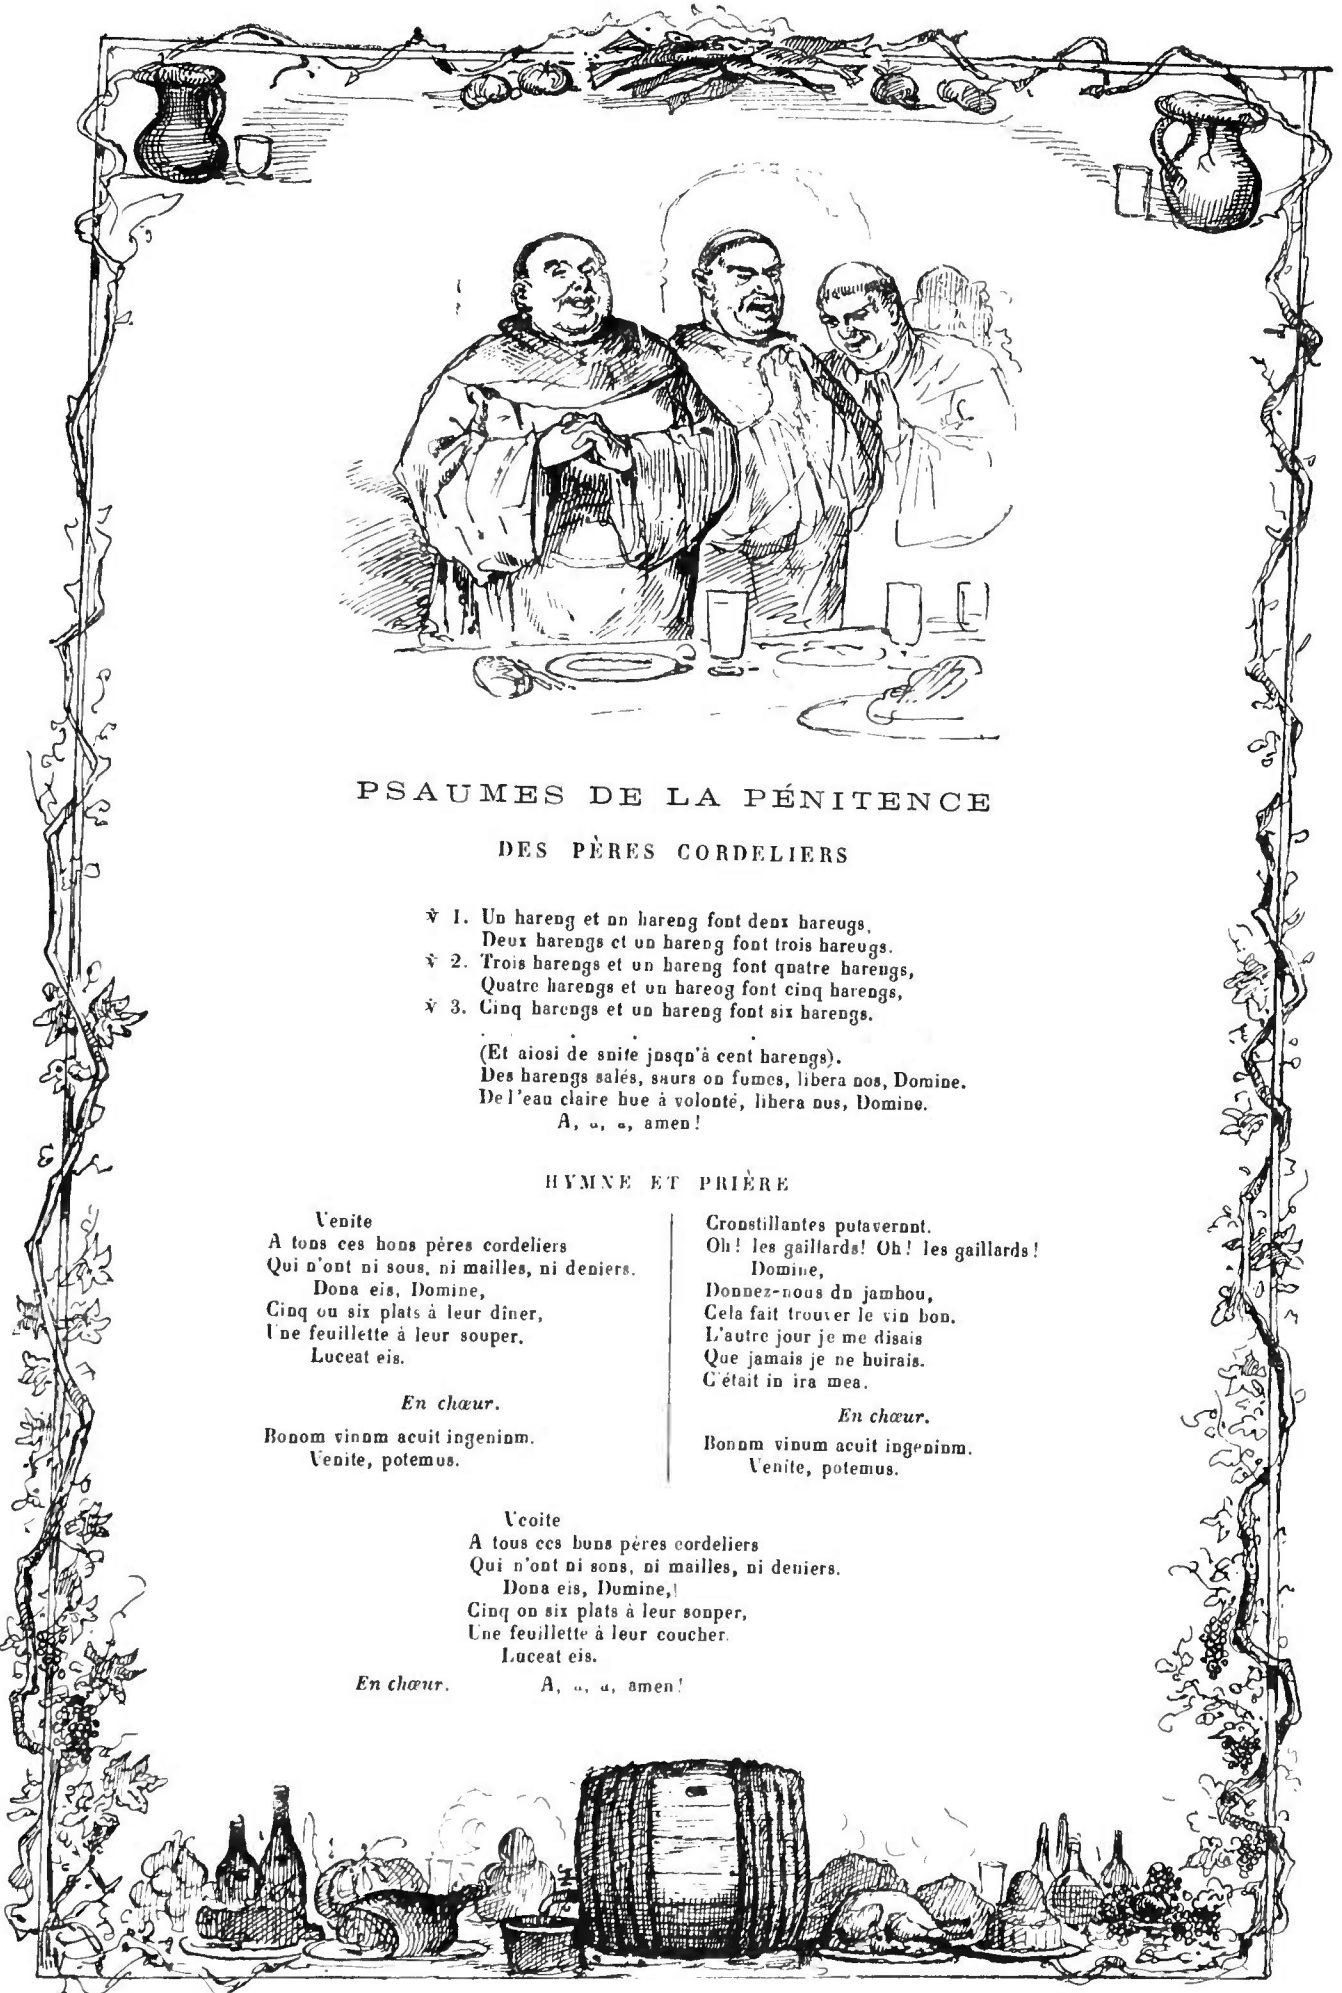 PSAUMES DE LA PÉNITENCE
DES PÈRES CORDELIERS
℣ 1. Un hareng et un hareng font deux harengs,
Deux harengs et un hareng font trois harengs.
℣ 2. Trois harengs et un hareng font quatre harengs,
Quatre harengs et un hareng font cinq harengs,
℣ 3. Cinq harengs et un hareng font six harengs.
(Et ainsi de suite jusqu'à cent harengs).
Des harengs salés, saurs ou fumés, libera nos, Domine.
De l'eau claire bue à volonté, libera nos, Domine.
A, a, a, amen!
HYMNE ET PRIÈRE
Venite
A tous ces bons pères cordeliers
Qui n'ont ni sous, ni mailles, ni deniers.
Dona eis, Domine,
Cinq ou six plats à leur dîner,
Une feuillette à leur souper.
Luceat eis.
En chœur.
Bonum vinum acuit ingenium.
Venite, potemus.
Croustillantes putaverunt.
Oh! les gaillards! Oh! les gaillards!
Domine,
Donnez-nous du jambon,
Cela fait trouver le vin bon.
L'autre jour je me disais
Que jamais je ne buirais.
C'était in ira mea.
En chœur.
Bonum vinum acuit ingenium.
Venite, potemus.
Venite
A tous ces bons pères cordeliers
Qui n'ont ni sous, ni mailles, ni deniers.
Dona eis, Domine,
Cinq ou six plats à leur souper,
Une feuillette à leur coucher.
Luceat eis.
En chœur. A, a, a, amen!